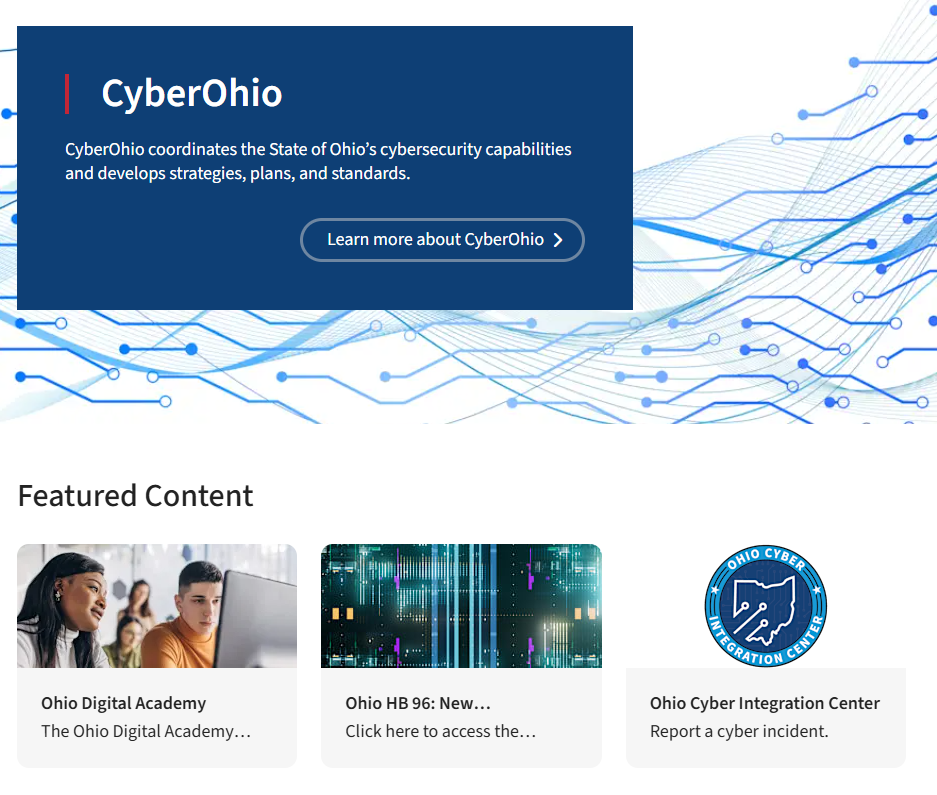 CyberOhio
CyberOhio coordinates the State of Ohio’s cybersecurity capabilities
and develops strategies, plans, and standards.
Learn more about CyberOhio
Featured Content
Ohio Digital Academy
The Ohio Digital Academy…
Ohio HB 96: New…
Click here to access the…
OHIO CYBER
INTEGRATION CENTER
Ohio Cyber Integration Center
Report a cyber incident.